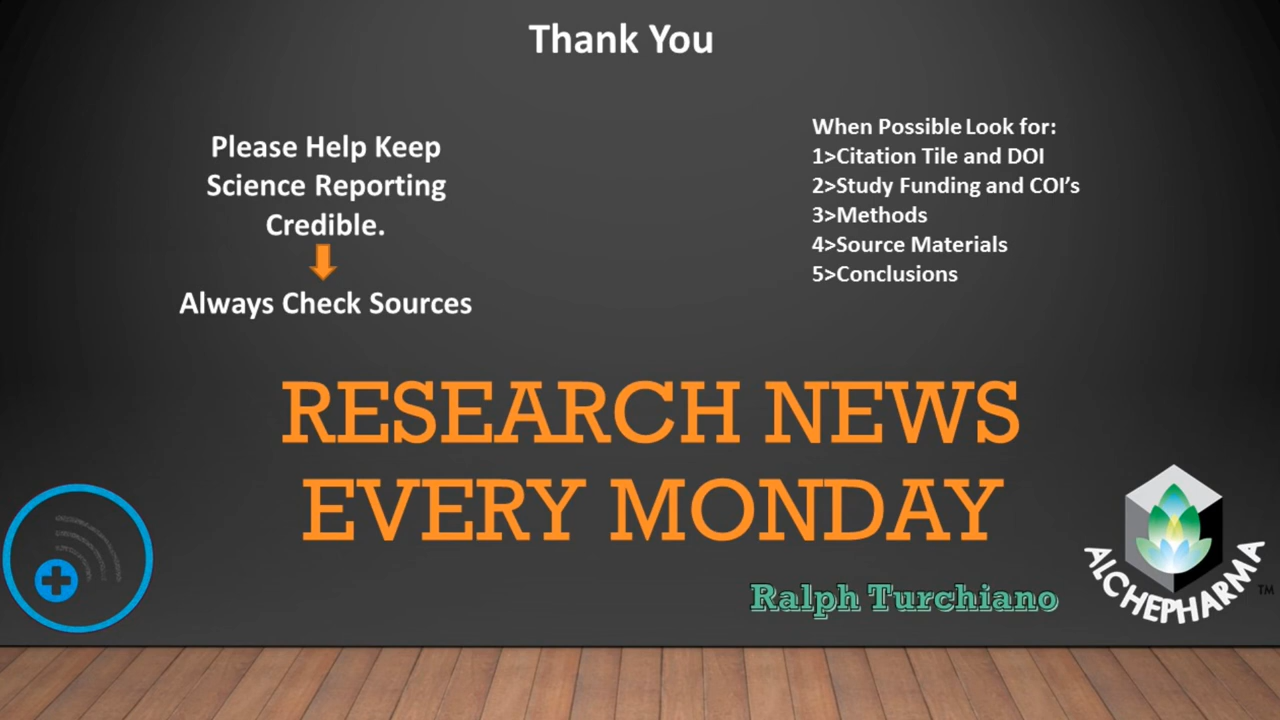 Thank You
Please Help Keep
Science Reporting
Credible.
Always Check Sources
When Possible Look for:
1>Citation Tile and DOI
2>Study Funding and COI’s
3>Methods
4>Source Materials
5>Conclusions
RESEARCH NEWS
EVERY MONDAY
Ralph Turchiano
ALCHEPHARMA
TM